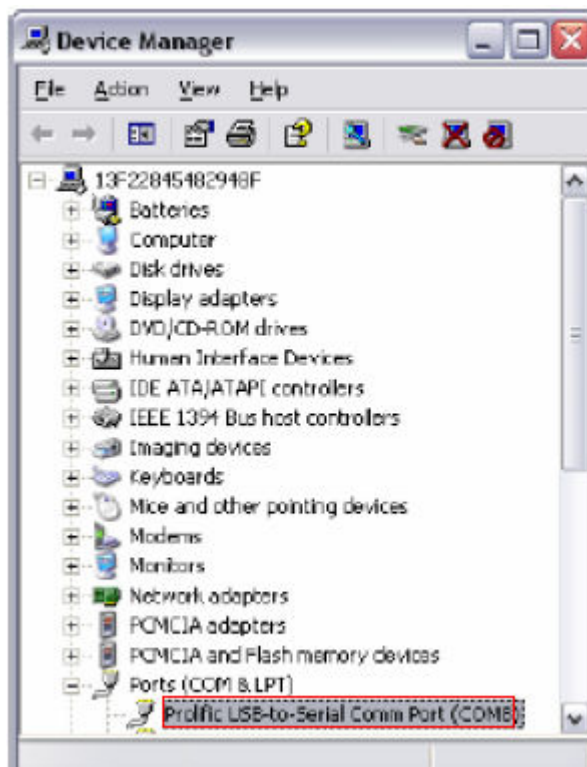 Device Manager
File Action View Help
13F22845482948F
Batteries
Computer
Disk drives
Display adapters
DVD/CD-ROM drives
Human Interface Devices
IDE ATA/ATAPI controllers
IEEE 1394 Bus host controllers
Imaging devices
Keyboards
Mice and other pointing devices
Modems
Monitors
Network adapters
PCMCIA adapters
PCMCIA and Flash memory devices
Ports (COM & LPT)
Prolific USB-to-Serial Comm Port